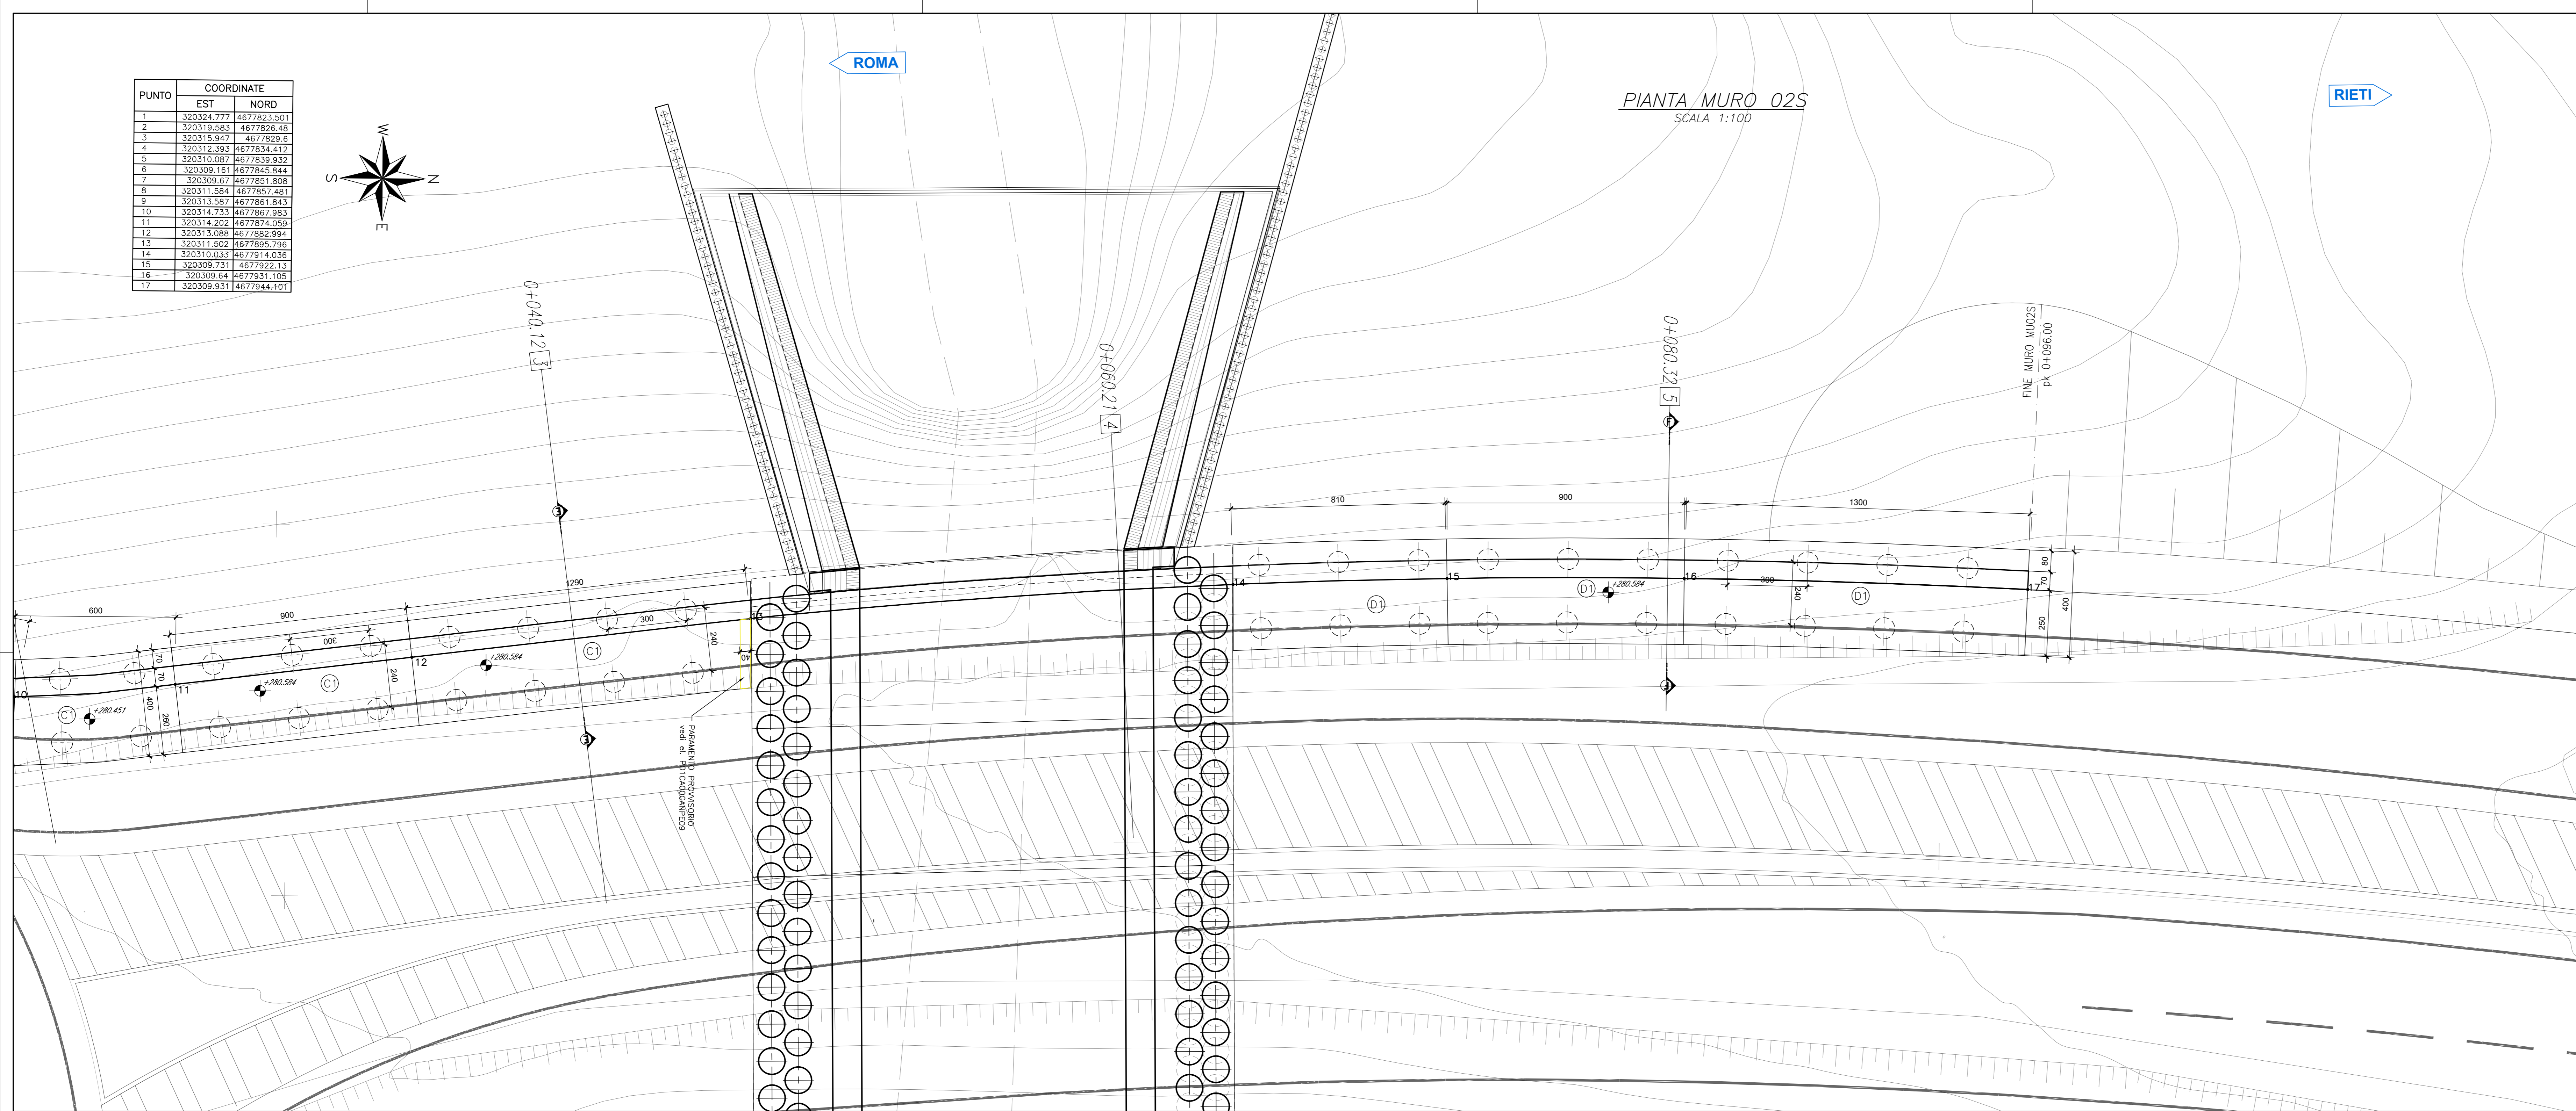 ROMA
PIANTA MURO 02S
SCALA 1:100
RIETI
PUNTO COORDINATE
EST NORD
1 320324.777 4677823.501
2 320319.583 4677826.48
3 320315.947 4677829.6
4 320312.393 4677834.412
5 320310.087 4677839.932
6 320309.161 4677845.844
7 320309.67 4677851.808
8 320311.584 4677857.481
9 320313.587 4677861.843
10 320314.733 4677867.983
11 320314.202 4677874.059
12 320313.088 4677882.994
13 320311.502 4677895.796
14 320310.033 4677914.036
15 320309.731 4677922.13
16 320309.64 4677931.105
17 320309.931 4677944.101
W
S
N
E
0+040.12 3
0+060.21 4
0+080.32 5
FINE MURO MU02S
pk 0+096.00
F
F
810
900
1300
14
15
16
17
D1
D1
D1
+280.584
300
240
80
70
250
400
600
900
1290
300
300
240
240
40
70
70
400
260
10
11
12
13
C1
C1
C1
+280.451
+280.584
+280.584
PARAMENTO PROVVISORIO
vedi el. P01CA00CANPE09